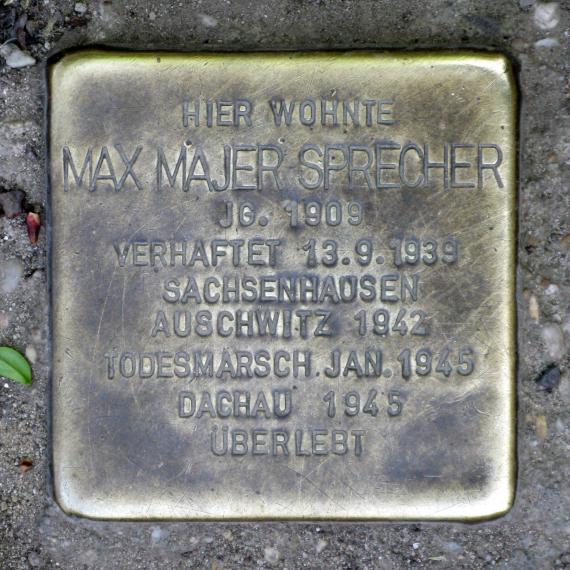 HIER WOHNTE
MAX MAJER SPRECHER
JG. 1909
VERHAFTET 13.9.1939
SACHSENHAUSEN
AUSCHWITZ 1942
TODESMARSCH JAN. 1945
DACHAU 1945
ÜBERLEBT